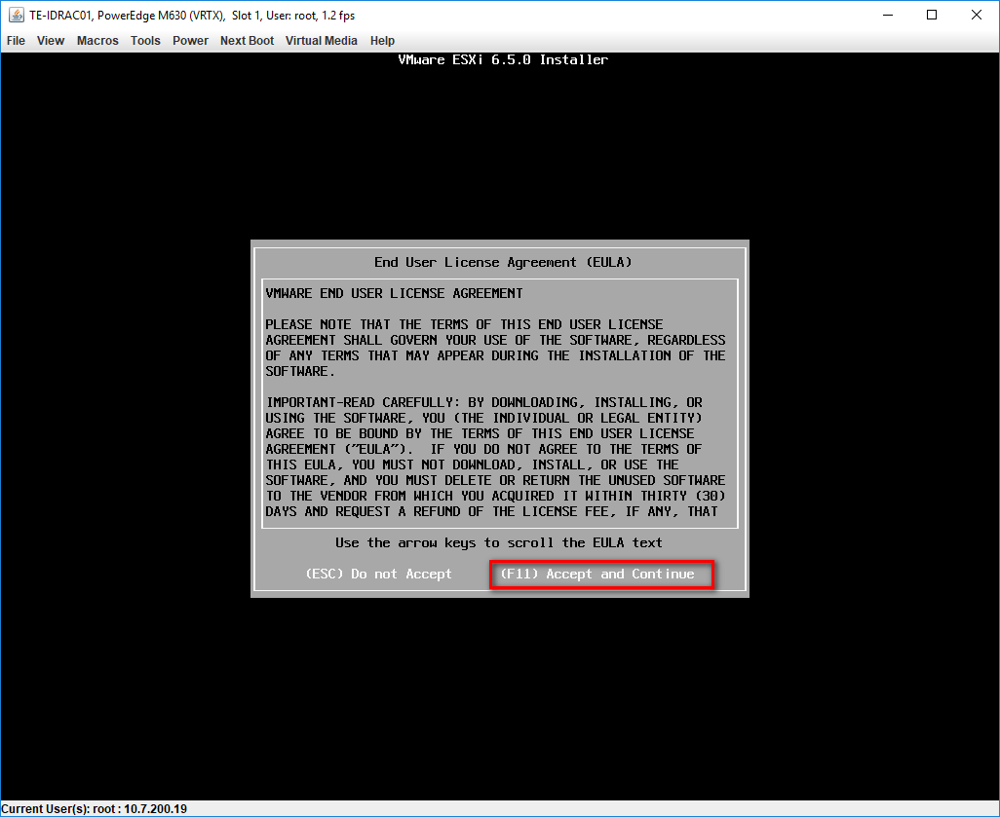 TE-IDRAC01, PowerEdge M630 (VRTX),  Slot 1, User: root, 1.2 fps
File View Macros Tools Power Next Boot Virtual Media Help
VMware ESXi 6.5.0 Installer
End User License Agreement (EULA)
VMWARE END USER LICENSE AGREEMENT
PLEASE NOTE THAT THE TERMS OF THIS END USER LICENSE
AGREEMENT SHALL GOVERN YOUR USE OF THE SOFTWARE, REGARDLESS
OF ANY TERMS THAT MAY APPEAR DURING THE INSTALLATION OF THE
SOFTWARE.
IMPORTANT-READ CAREFULLY: BY DOWNLOADING, INSTALLING, OR
USING THE SOFTWARE, YOU (THE INDIVIDUAL OR LEGAL ENTITY)
AGREE TO BE BOUND BY THE TERMS OF THIS END USER LICENSE
AGREEMENT ("EULA").  IF YOU DO NOT AGREE TO THE TERMS OF
THIS EULA, YOU MUST NOT DOWNLOAD, INSTALL, OR USE THE
SOFTWARE, AND YOU MUST DELETE OR RETURN THE UNUSED SOFTWARE
TO THE VENDOR FROM WHICH YOU ACQUIRED IT WITHIN THIRTY (30)
DAYS AND REQUEST A REFUND OF THE LICENSE FEE, IF ANY, THAT
Use the arrow keys to scroll the EULA text
(ESC) Do not Accept (F11) Accept and Continue
Current User(s): root : 10.7.200.19